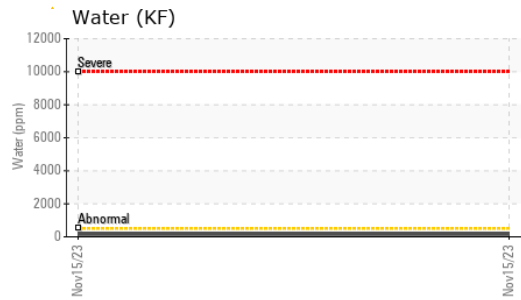 Water (KF)
12000
Severe
10000
8000
6000
4000
2000
Abnormal
0
Water (ppm)
Nov15/23
Nov15/23